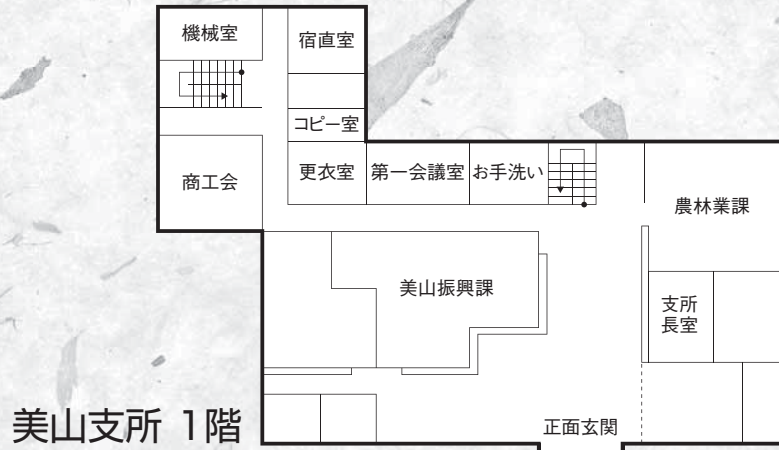 機械室
宿直室
コピー室
商工会
更衣室
第一会議室
お手洗い
農林業課
美山振興課
支所
長室
正面玄関
美山支所 1階